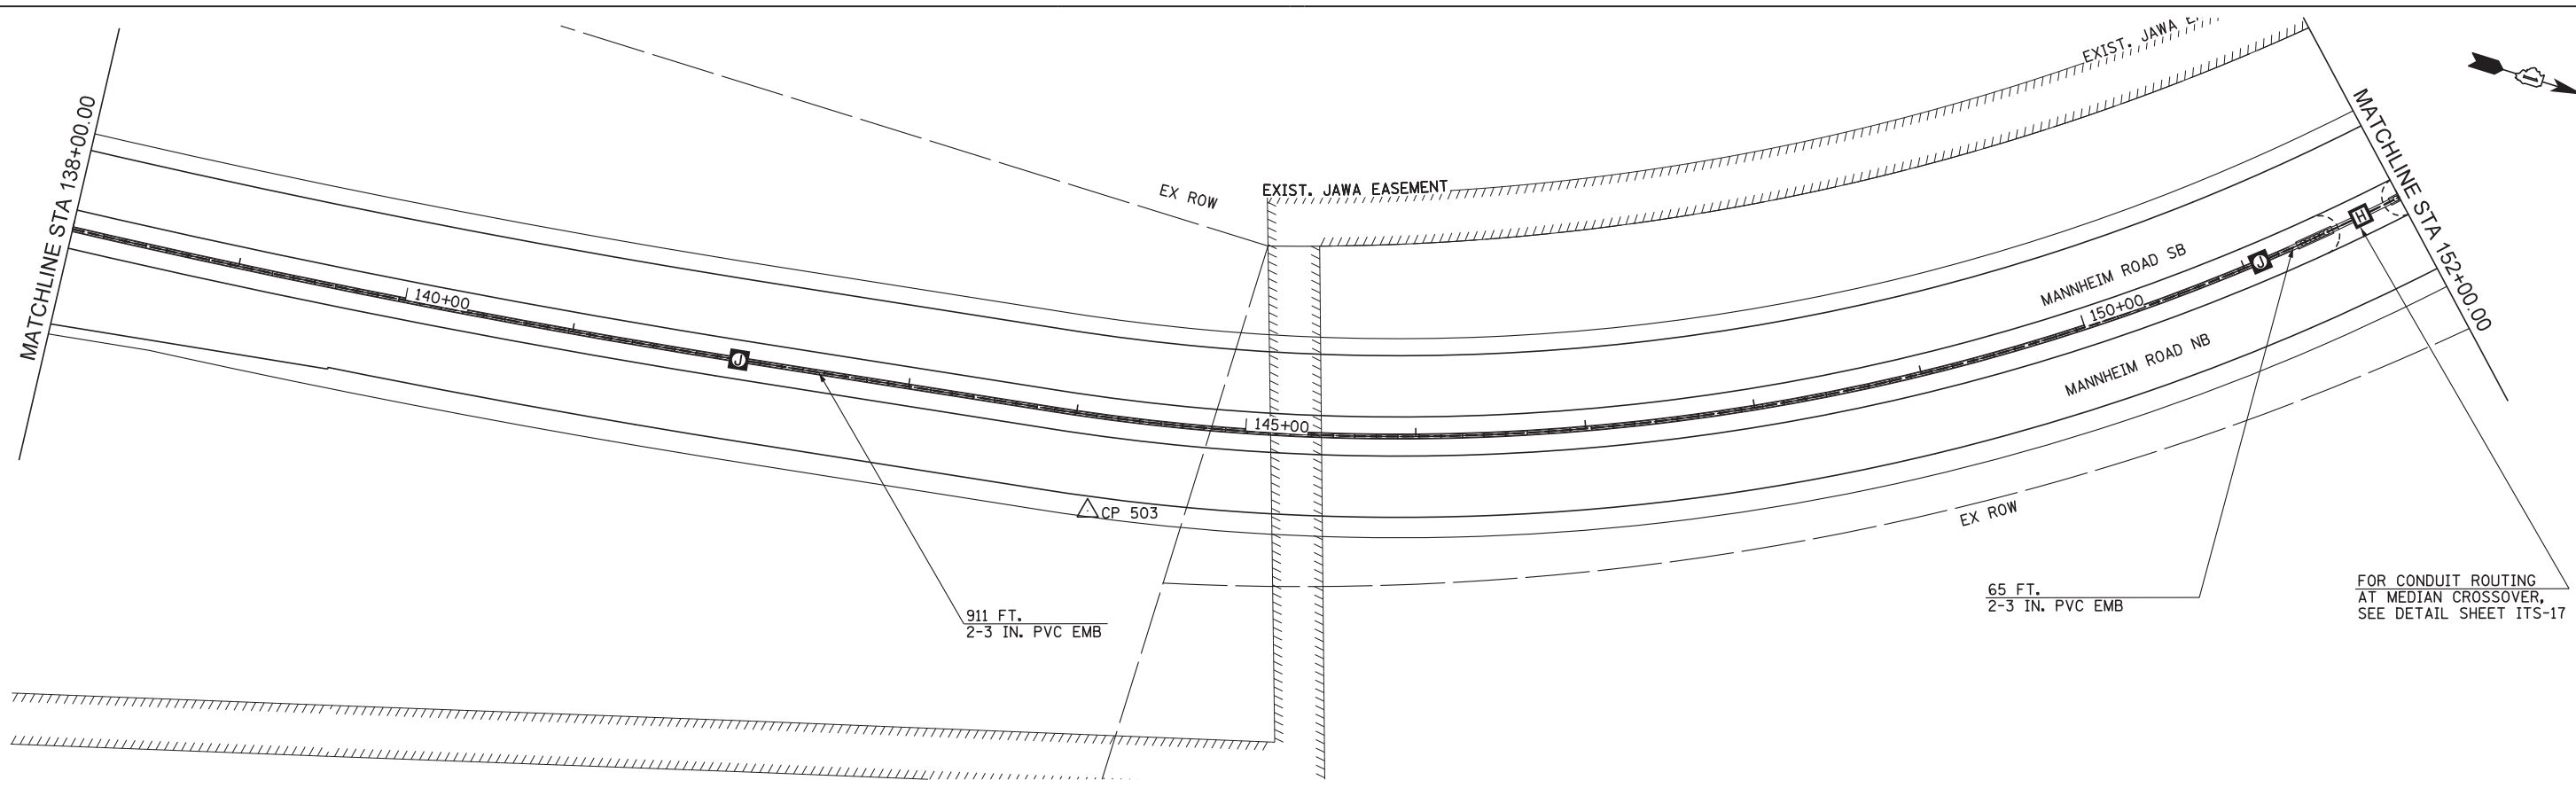 EXIST. JAWA E
MATCHLINE STA 138+00.00
MATCHLINE STA 152+00.00
EX ROW
EXIST. JAWA EASEMENT
H
MANNHEIM ROAD SB
J
140+00
150+00
J
MANNHEIM ROAD NB
145+00
CP 503
EX ROW
911 FT.
2-3 IN. PVC EMB
65 FT.
2-3 IN. PVC EMB
FOR CONDUIT ROUTING
AT MEDIAN CROSSOVER,
SEE DETAIL SHEET ITS-17